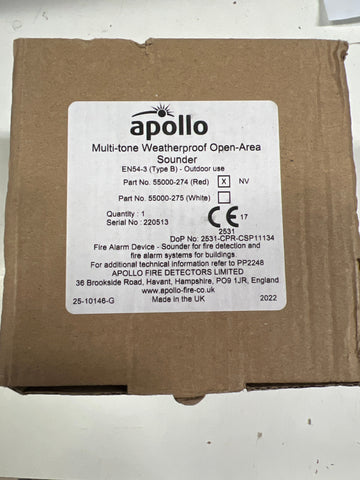 apollo
Multi-tone Weatherproof Open-Area
Sounder
EN54-3 (Type B) - Outdoor use
Part No. 55000-274 (Red) X NV
Part No. 55000-275 (White)
Quantity : 1
Serial No : 220513
CE 17
2531
DoP No: 2531-CPR-CSP11134
Fire Alarm Device - Sounder for fire detection and
fire alarm systems for buildings.
For additional technical information refer to PP2248
APOLLO FIRE DETECTORS LIMITED
36 Brookside Road, Havant, Hampshire, PO9 1JR, England
www.apollo-fire.co.uk
25-10146-G Made in the UK 2022